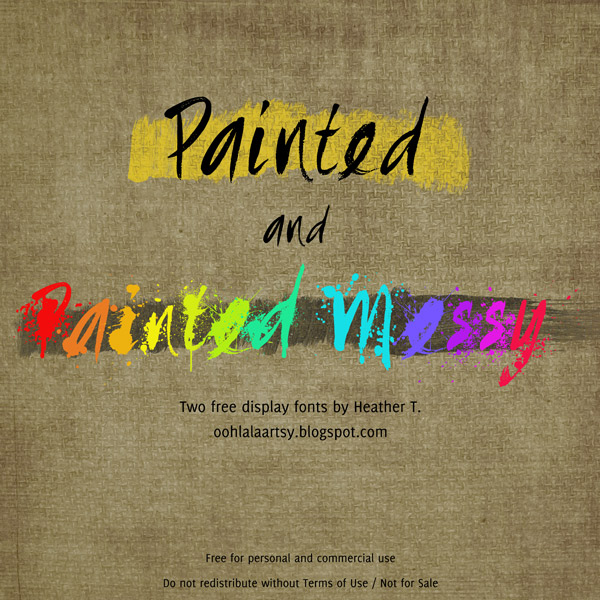 Painted
and
Painted Messy
Two free display fonts by Heather T.
oohlalaartsy.blogspot.com
Free for personal and commercial use
Do not redistribute without Terms of Use / Not for Sale